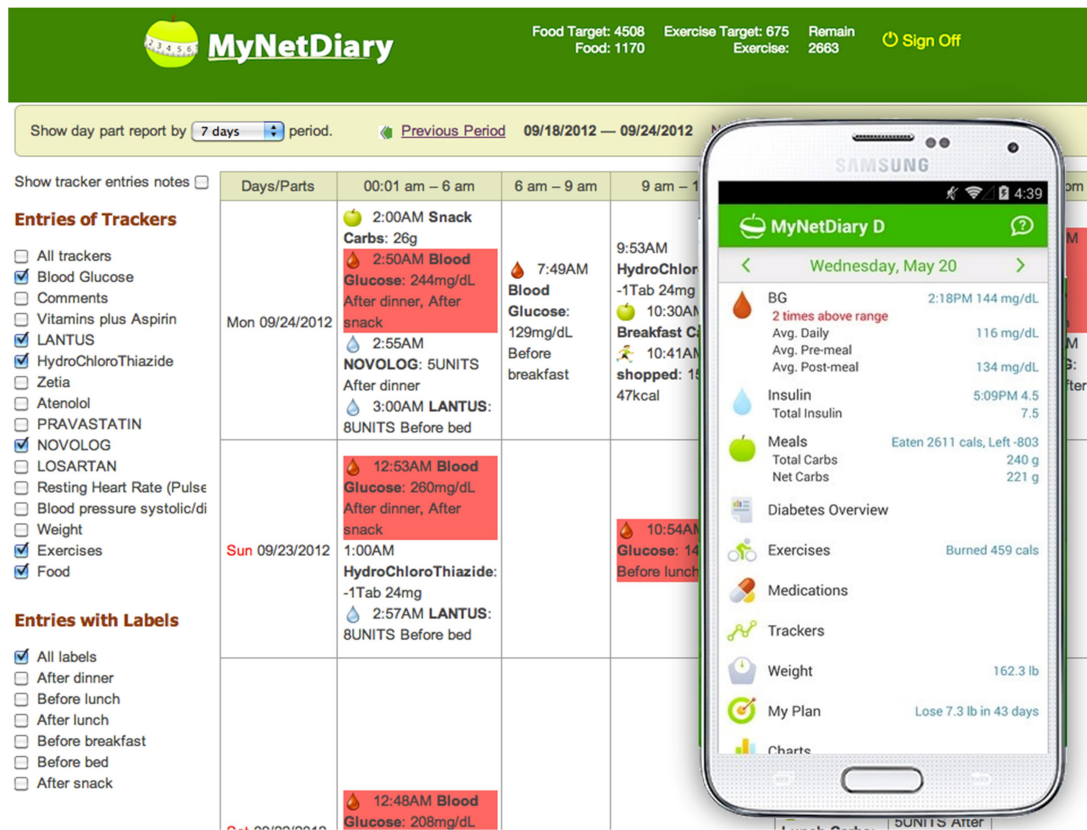 MyNetDiary
Food Target: 4508
Food: 1170
Exercise Target: 675
Exercise:
Remain
2663
Sign Off
Show day part report by 7 days period.
Previous Period 09/18/2012 — 09/24/2012
Show tracker entries notes
Entries of Trackers
All trackers
Blood Glucose
Comments
Vitamins plus Aspirin
LANTUS
HydroChloroThiazide
Zetia
Atenolol
PRAVASTATIN
NOVOLOG
LOSARTAN
Resting Heart Rate (Pulse
Blood pressure systolic/di
Weight
Exercises
Food
Entries with Labels
All labels
After dinner
Before lunch
After lunch
Before breakfast
Before bed
After snack
Days/Parts
00:01 am – 6 am
6 am – 9 am
9 am – 1
Mon 09/24/2012
2:00AM Snack
Carbs: 26g
2:50AM Blood
Glucose: 244mg/dL
After dinner, After
snack
2:55AM
NOVOLOG: 5UNITS
After dinner
3:00AM LANTUS:
8UNITS Before bed
7:49AM
Blood
Glucose:
129mg/dL
Before
breakfast
9:53AM
HydroChlor
-1Tab 24mg
10:30AM
Breakfast Ca
10:41AM
shopped: 15
47kcal
Sun 09/23/2012
12:53AM Blood
Glucose: 260mg/dL
After dinner, After
snack
1:00AM
HydroChloroThiazide:
-1Tab 24mg
2:57AM LANTUS:
8UNITS Before bed
10:54AM
Glucose: 14
Before lunch
12:48AM Blood
Glucose: 208mg/dL
5UNITS After
SAMSUNG
4:39
MyNetDiary D
Wednesday, May 20
BG 2:18PM 144 mg/dL
2 times above range
Avg. Daily 116 mg/dL
Avg. Pre-meal
Avg. Post-meal 134 mg/dL
Insulin 5:09PM 4.5
Total Insulin 7.5
Meals Eaten 2611 cals, Left -803
Total Carbs 240 g
Net Carbs 221 g
Diabetes Overview
Exercises Burned 459 cals
Medications
Trackers
Weight 162.3 lb
My Plan Lose 7.3 lb in 43 days
Charts